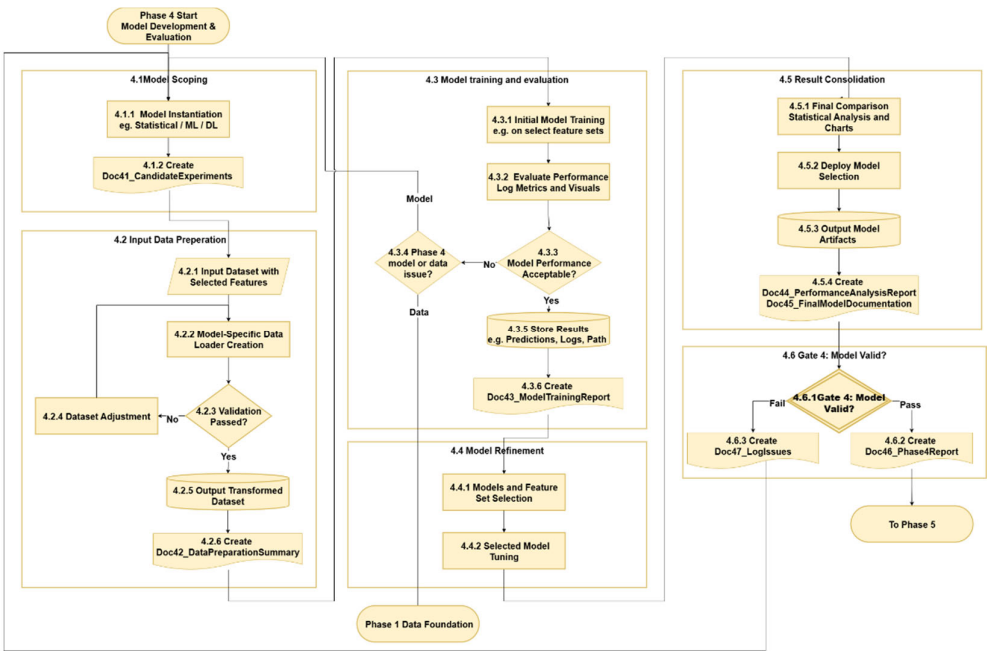 Phase 4 Start
Model Development &
Evaluation
4.1Model Scoping
4.1.1 Model Instantiation
eg. Statistical / ML / DL
4.1.2 Create
Doc41_CandidateExperiments
4.2 Input Data Preperation
4.2.1 Input Dataset with
Selected Features
4.2.2 Model-Specific Data
Loader Creation
4.2.3 Validation
Passed?
No
4.2.4 Dataset Adjustment
Yes
4.2.5 Output Transformed
Dataset
4.2.6 Create
Doc42_DataPreparationSummary
4.3 Model training and evaluation
4.3.1 Initial Model Training
e.g. on select feature sets
4.3.2 Evaluate Performance
Log Metrics and Visuals
4.3.3
Model Performance
Acceptable?
No
4.3.4 Phase 4
model or data
issue?
Model
Data
Yes
4.3.5 Store Results
e.g. Predictions, Logs, Path
4.3.6 Create
Doc43_ModelTrainingReport
4.4 Model Refinement
4.4.1 Models and Feature
Set Selection
4.4.2 Selected Model
Tuning
Phase 1 Data Foundation
4.5 Result Consolidation
4.5.1 Final Comparison
Statistical Analysis and
Charts
4.5.2 Deploy Model
Selection
4.5.3 Output Model
Artifacts
4.5.4 Create
Doc44_PerformanceAnalysisReport
Doc45_FinalModelDocumentation
4.6 Gate 4: Model Valid?
4.6.1Gate 4: Model
Valid?
Fail
Pass
4.6.3 Create
Doc47_LogIssues
4.6.2 Create
Doc46_Phase4Report
To Phase 5